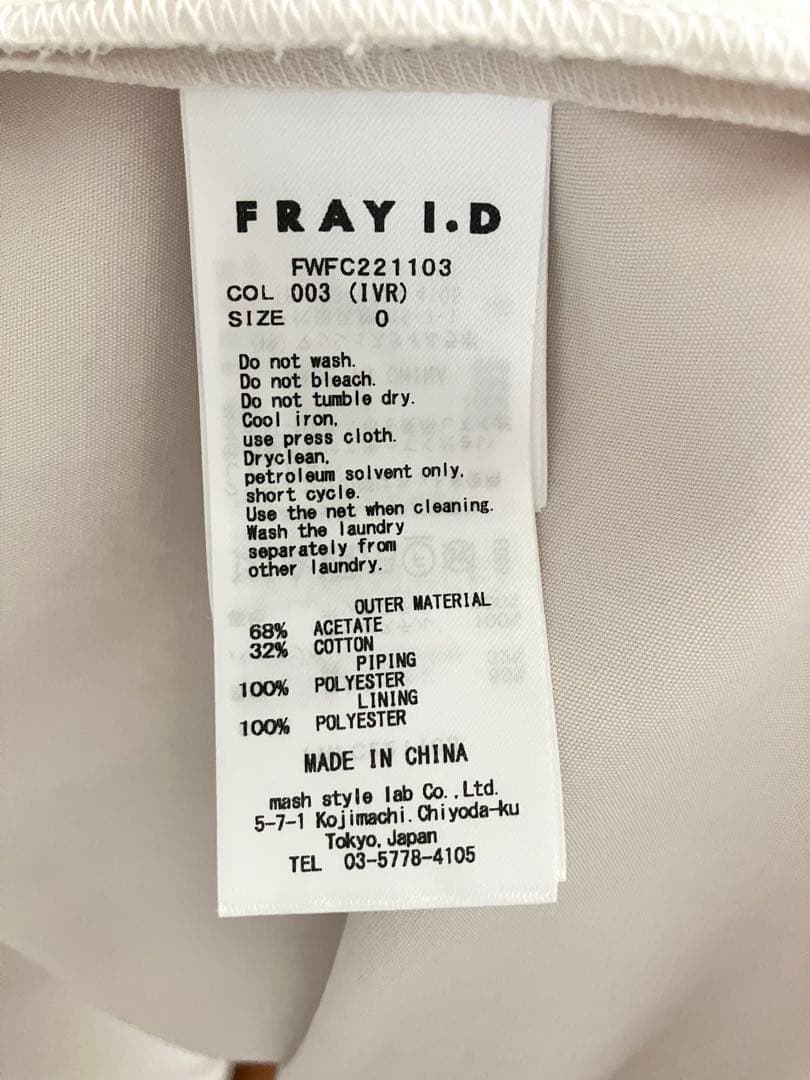 FRAY I.D
FWFC221103
COL 003 (IVR)
SIZE 0
Do not wash.
Do not bleach.
Do not tumble dry.
Cool iron,
use press cloth.
Dryclean,
petroleum solvent only,
short cycle.
Use the net when cleaning.
Wash the laundry
separately from
other laundry.
OUTER MATERIAL
68% ACETATE
32% COTTON
PIPING
100% POLYESTER
LINING
100% POLYESTER
MADE IN CHINA
mash style lab Co.,Ltd.
5-7-1 Kojimachi.Chiyoda-ku
Tokyo, Japan
TEL 03-5778-4105